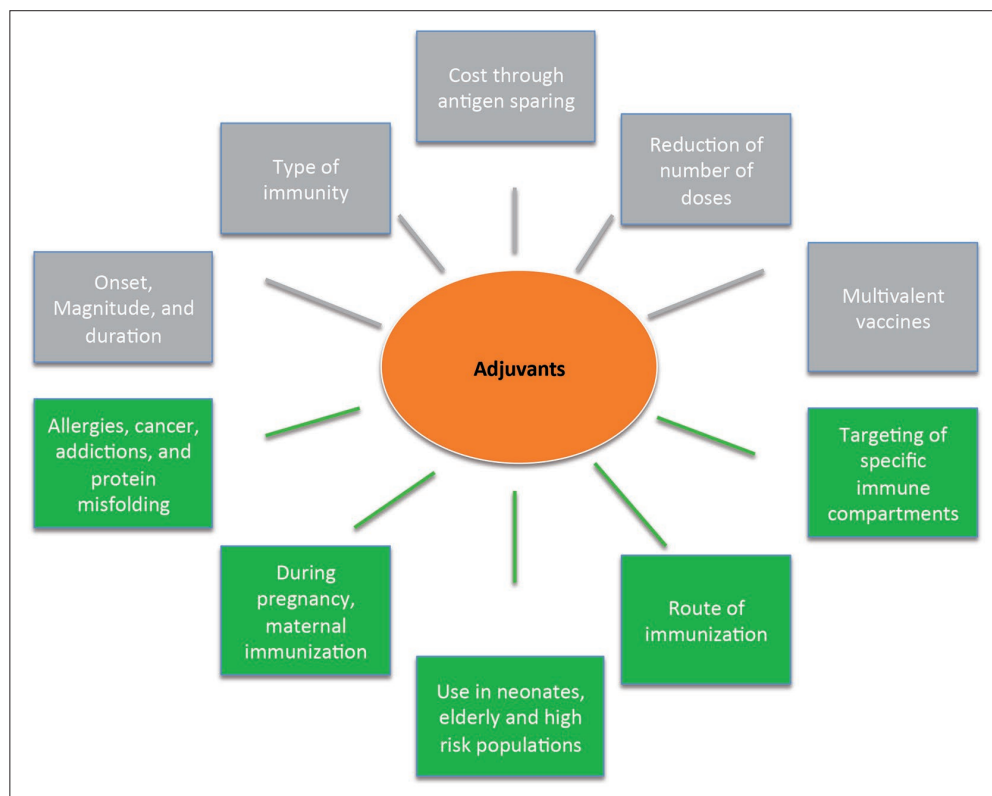 Cost through
antigen sparing
Type of
immunity
Reduction of
number of
doses
Onset,
Magnitude, and
duration
Multivalent
vaccines
Adjuvants
Allergies, cancer,
addictions, and
protein
misfolding
Targeting of
specific
immune
compartments
During
pregnancy,
maternal
immunization
Route of
immunization
Use in neonates,
elderly and high
risk populations